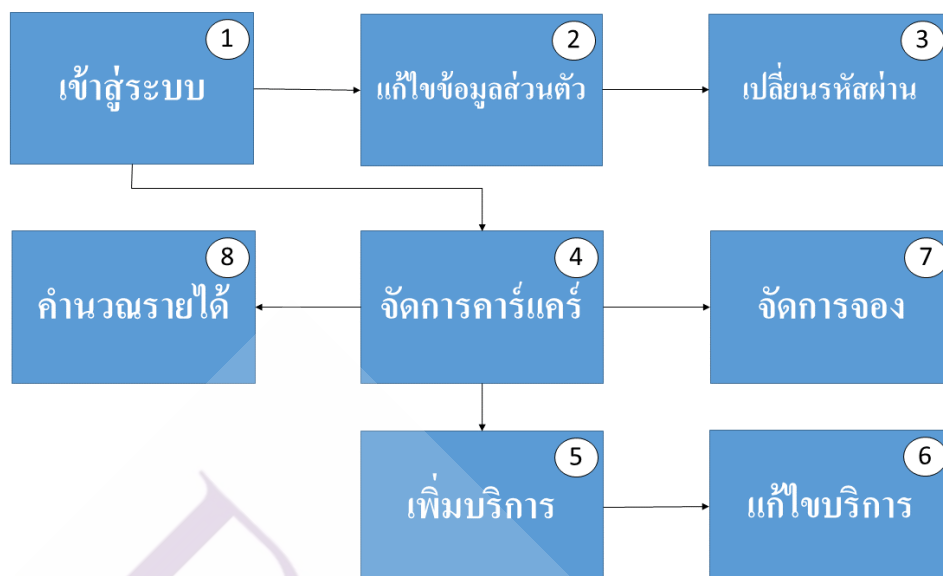 1
เข้าสู่ระบบ
2
แก้ไขข้อมูลส่วนตัว
3
เปลี่ยนรหัสผ่าน
8
คำนวณรายได้
4
จัดการคาร์แคร์
7
จัดการจอง
5
เพิ่มบริการ
6
แก้ไขบริการ